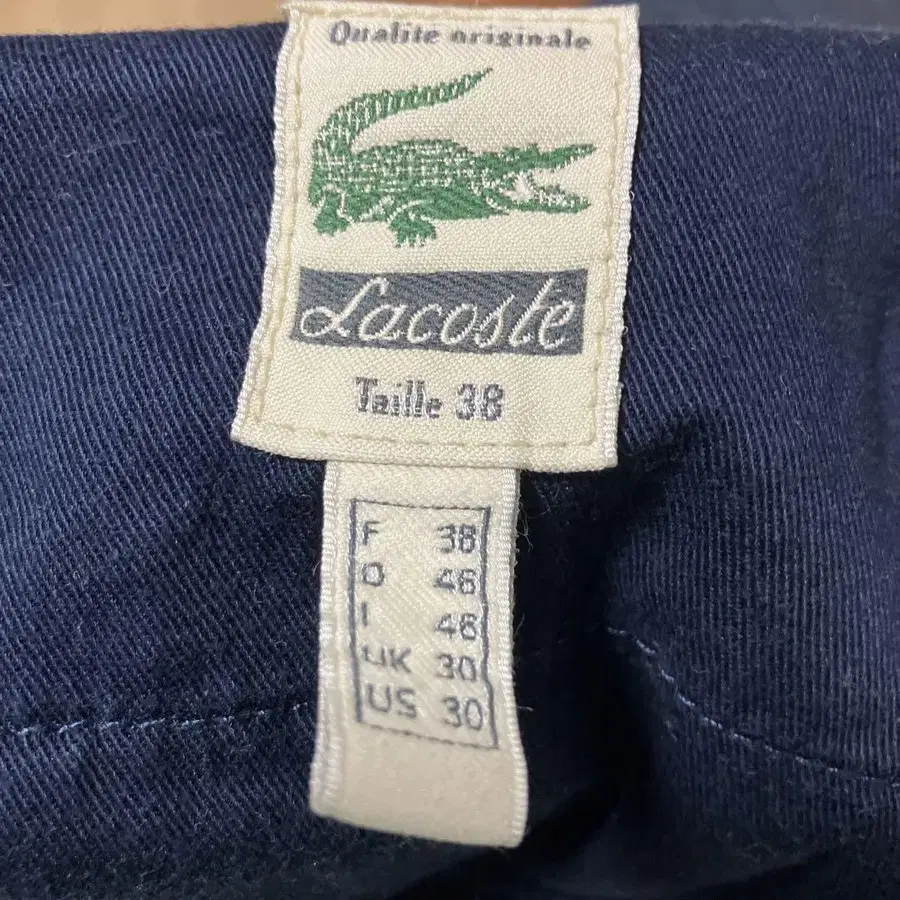 Qualite originale
Lacoste
Taille 38
F 38
D 46
I 46
UK 30
US 30